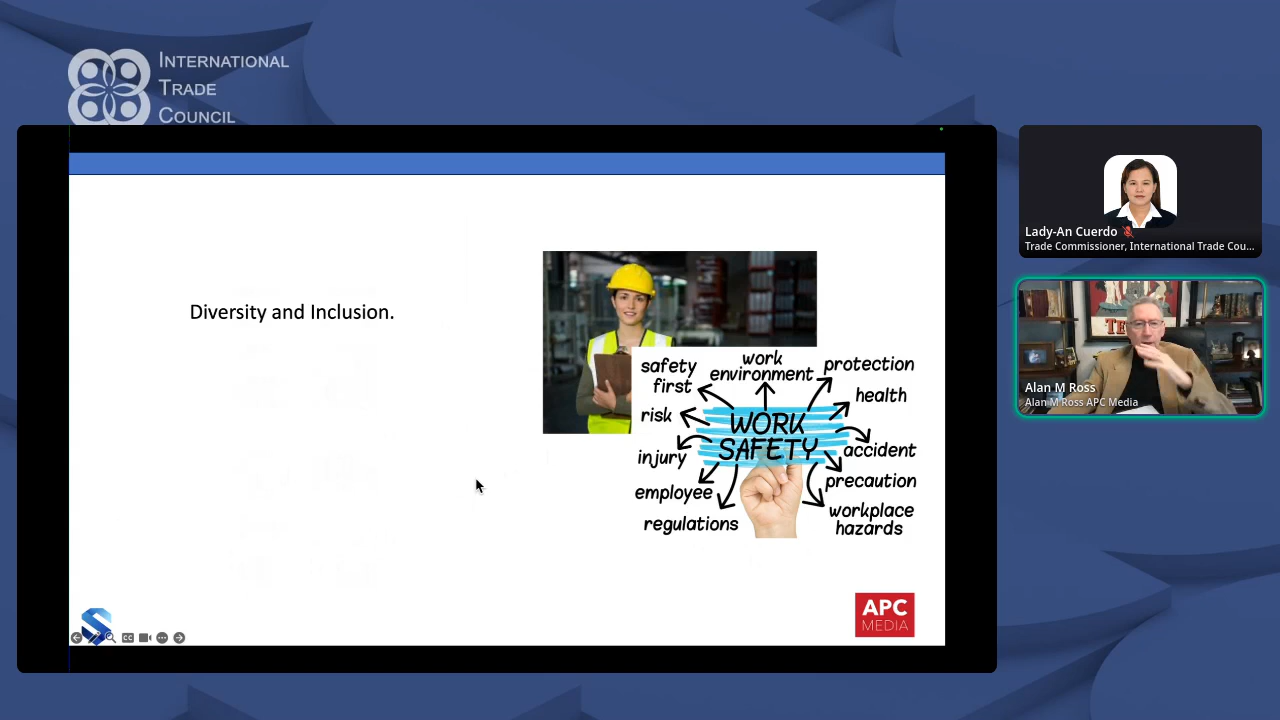 INTERNATIONAL
TRADE
COUNCIL
Diversity and Inclusion.
safety
first
work
environment
protection
health
risk
WORK
SAFETY
injury
accident
employee
precaution
regulations
workplace
hazards
APC
MEDIA
CC
Lady-An Cuerdo
Trade Commissioner, International Trade Cou...
TE
Alan M Ross
Alan M Ross APC Media